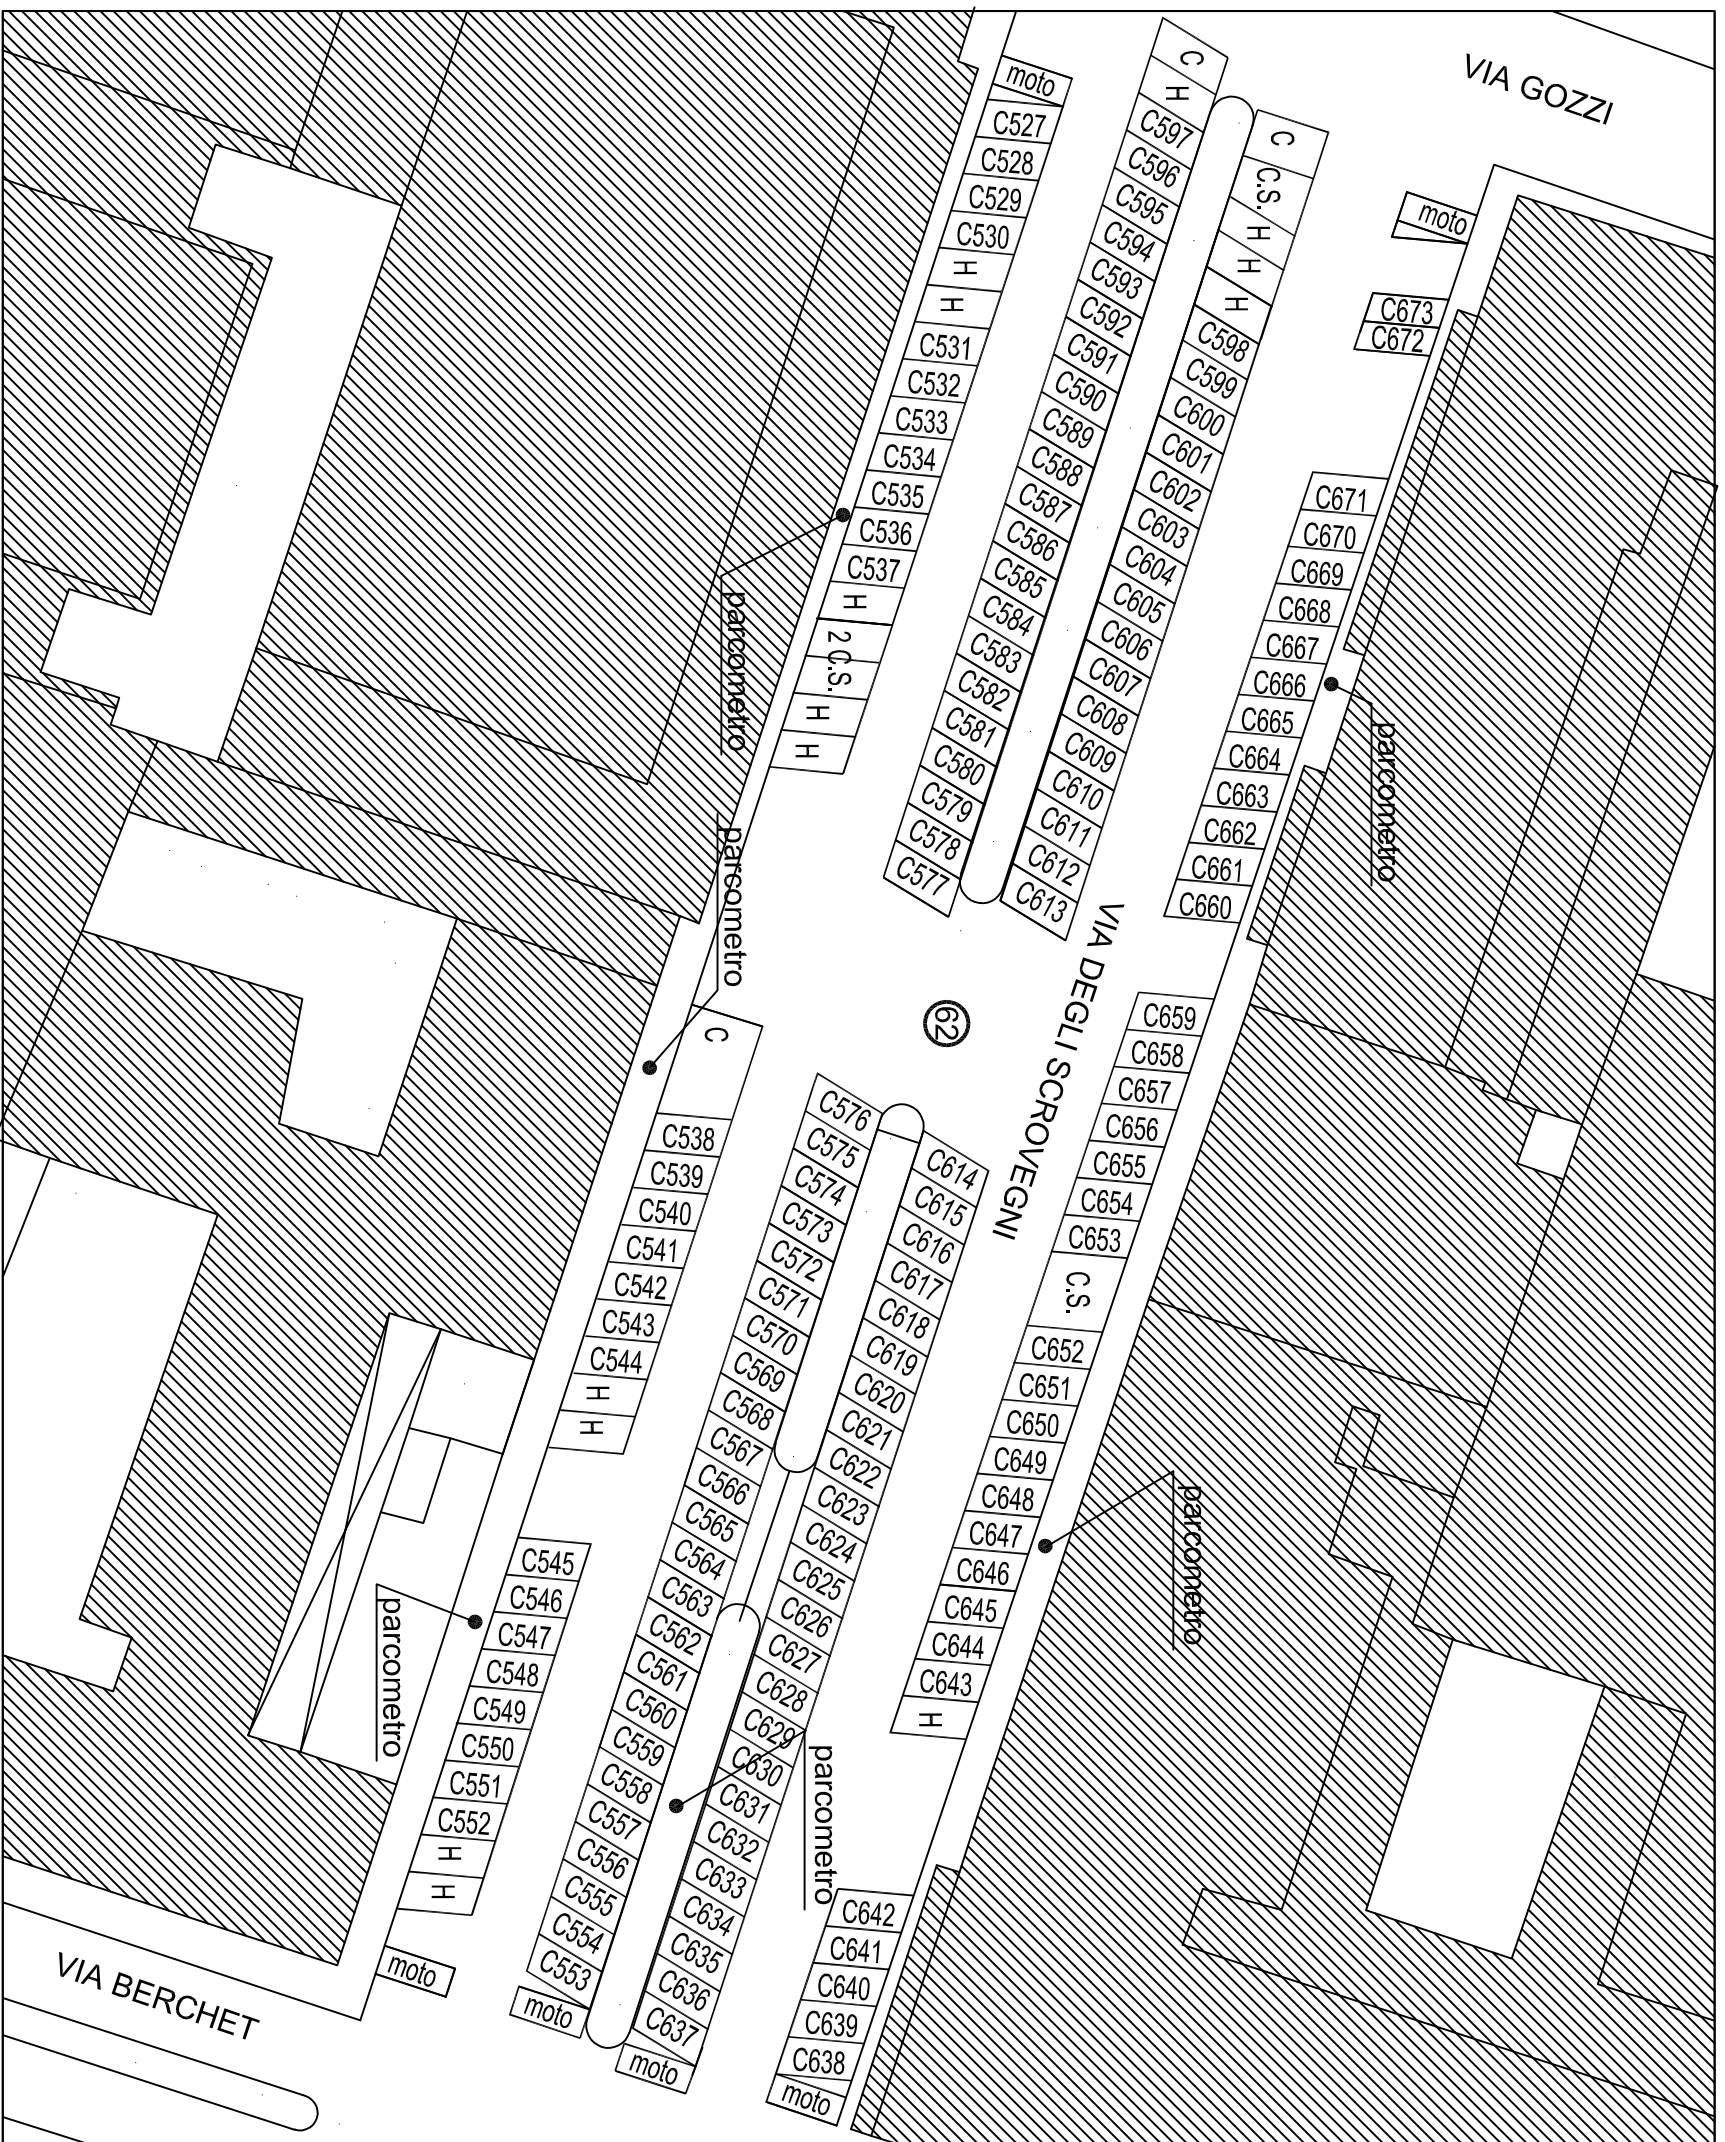 VIA GOZZI
moto
C527
C528
C529
C530
H
H
C531
C532
C533
C534
C535
C536
C537
H
2 C.S.
H
H
parcometro
C
H
C597
C596
C595
C594
C593
C592
C591
C590
C589
C588
C587
C586
C585
C584
C583
C582
C581
C580
C579
C578
C577
C
C.S.
H
H
H
C598
C599
C600
C601
C602
C603
C604
C605
C606
C607
C608
C609
C610
C611
C612
C613
moto
C673
C672
C671
C670
C669
C668
C667
C666
C665
C664
C663
C662
C661
C660
parcometro
parcometro
62
VIA DEGLI SCROVEGNI
C
C538
C539
C540
C541
C542
C543
C544
H
H
C545
C546
C547
C548
C549
C550
C551
C552
H
H
moto
parcometro
C576
C575
C574
C573
C572
C571
C570
C569
C568
C567
C566
C565
C564
C563
C562
C561
C560
C559
C558
C557
C556
C555
C554
C553
moto
C614
C615
C616
C617
C618
C619
C620
C621
C622
C623
C624
C625
C626
C627
C628
C629
C630
C631
C632
C633
C634
C635
C636
C637
moto
parcometro
C659
C658
C657
C656
C655
C654
C653
C.S.
C652
C651
C650
C649
C648
C647
C646
C645
C644
C643
H
parcometro
C642
C641
C640
C639
C638
moto
VIA BERCHET